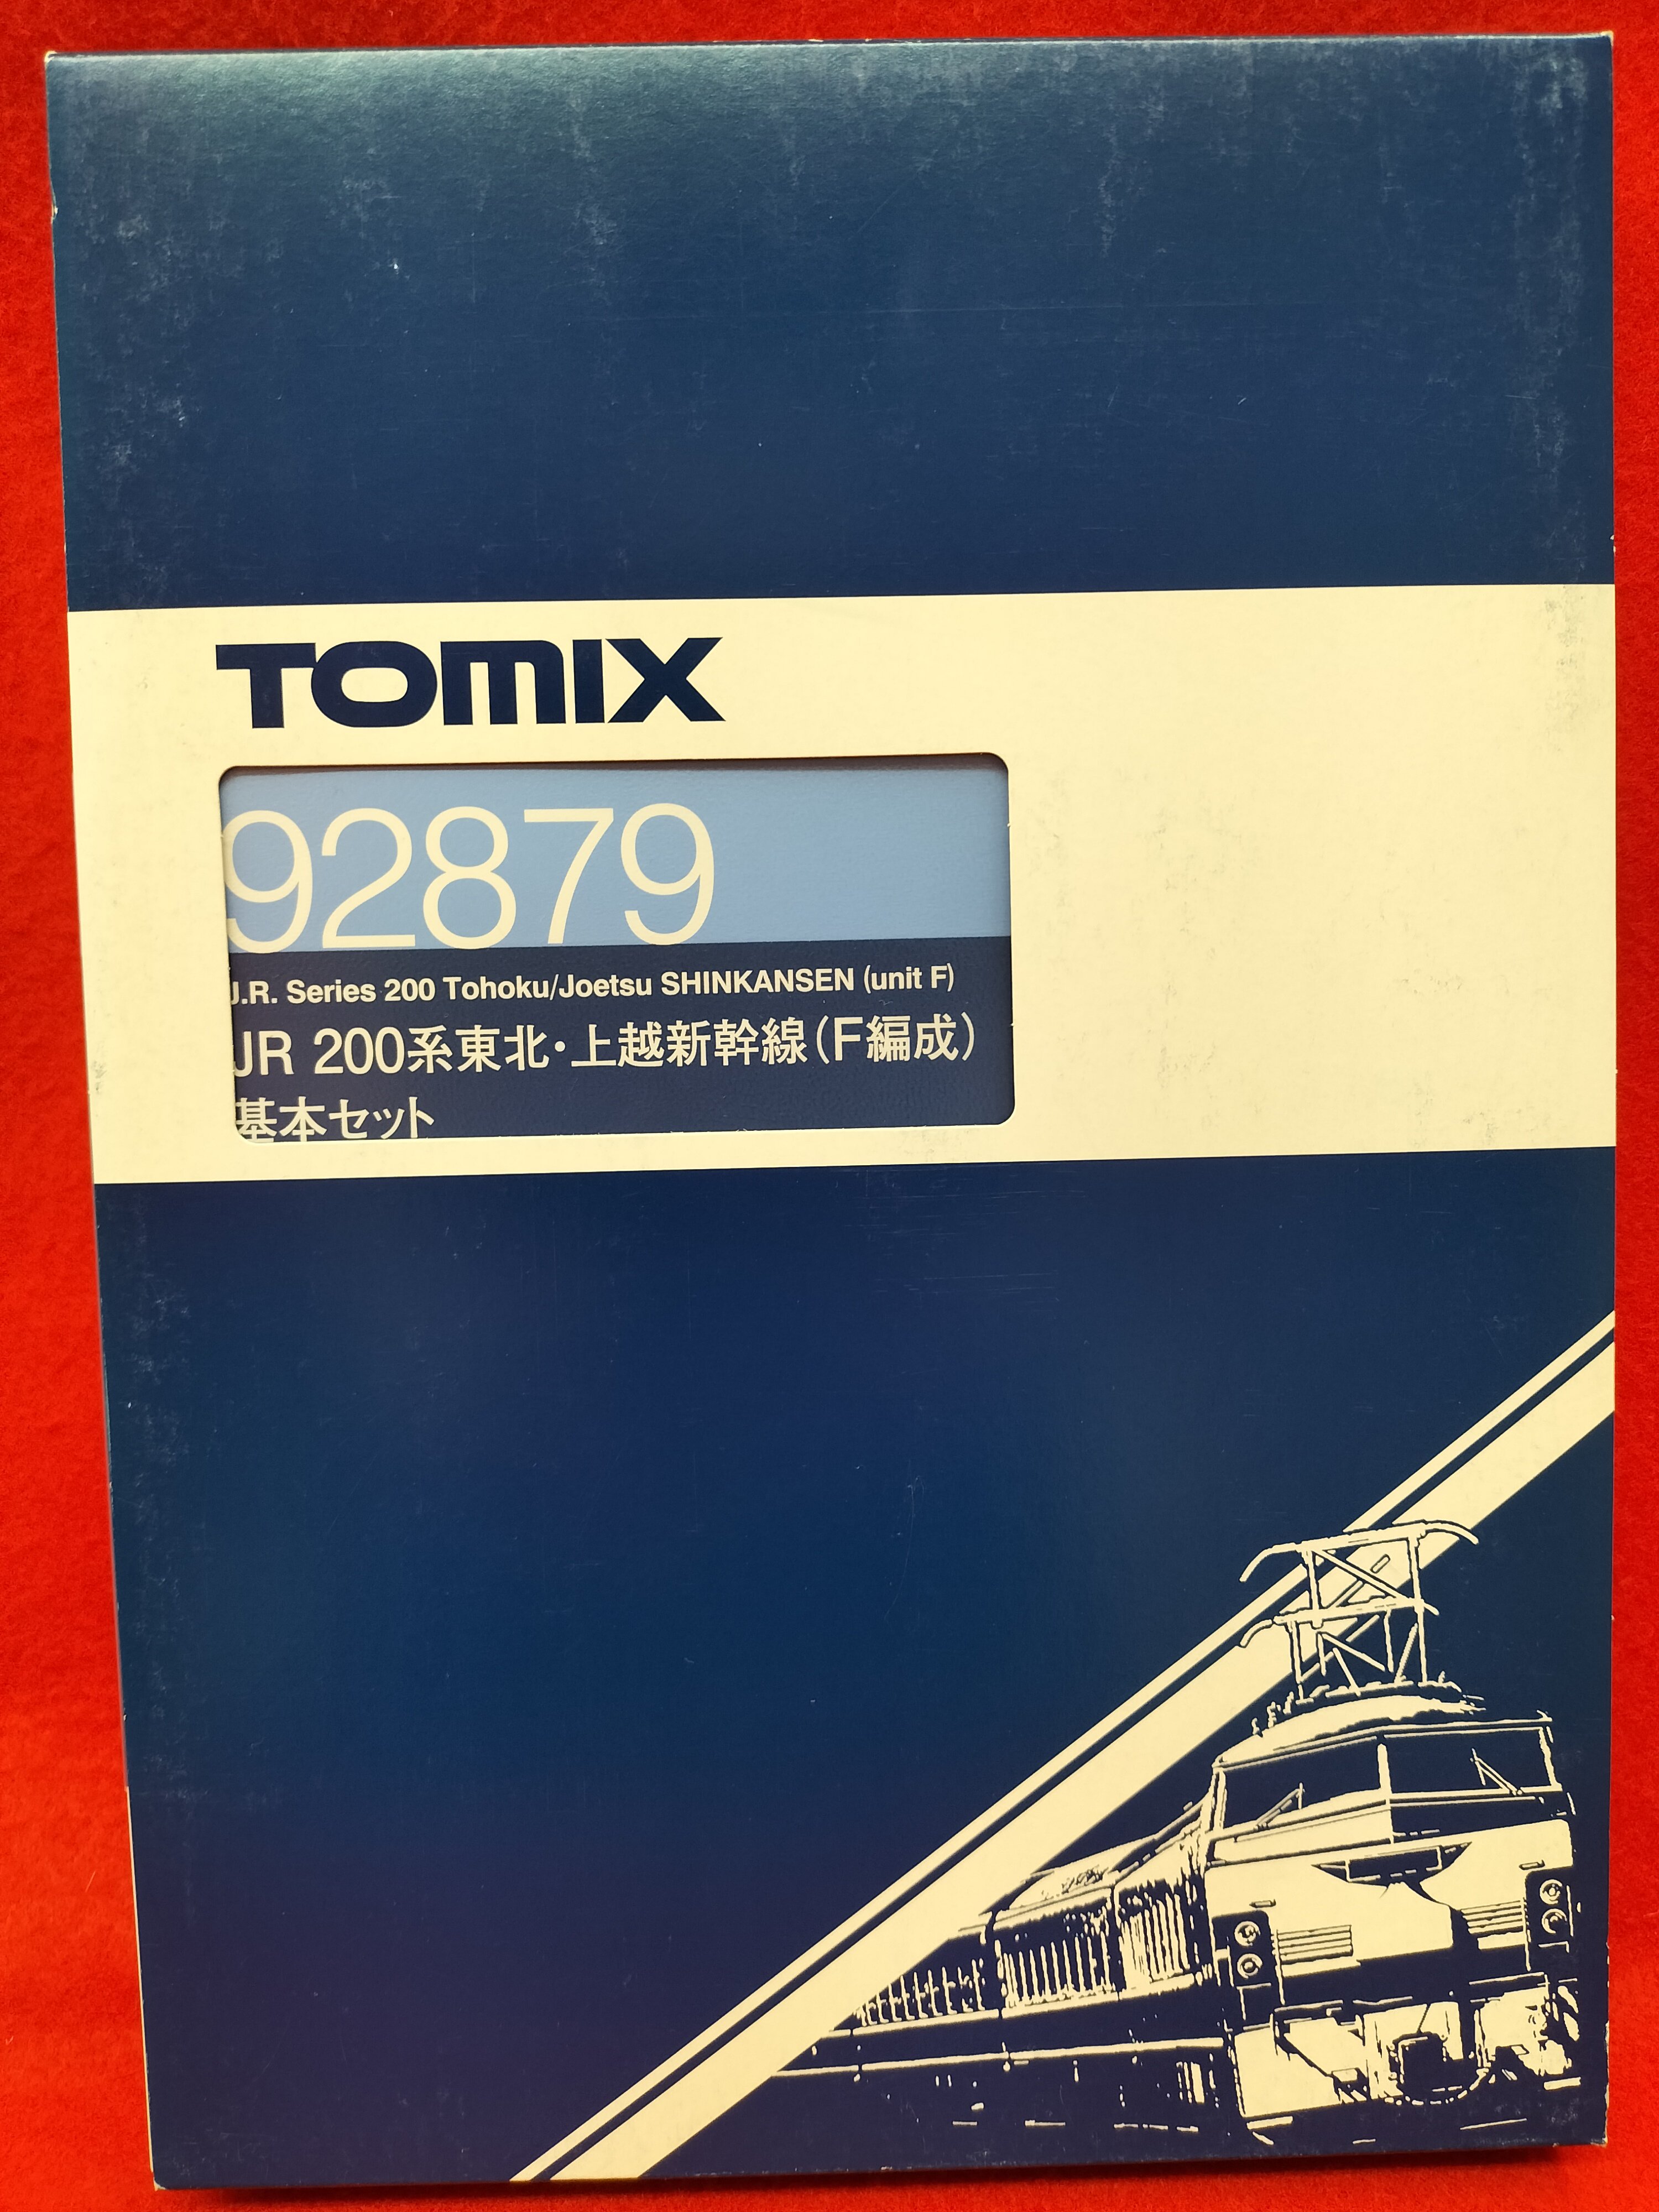 TOMIX
92879
J.R. Series 200 Tohoku/Joetsu SHINKANSEN (unit F)
JR 200系東北・上越新幹線(F編成)
基本セット